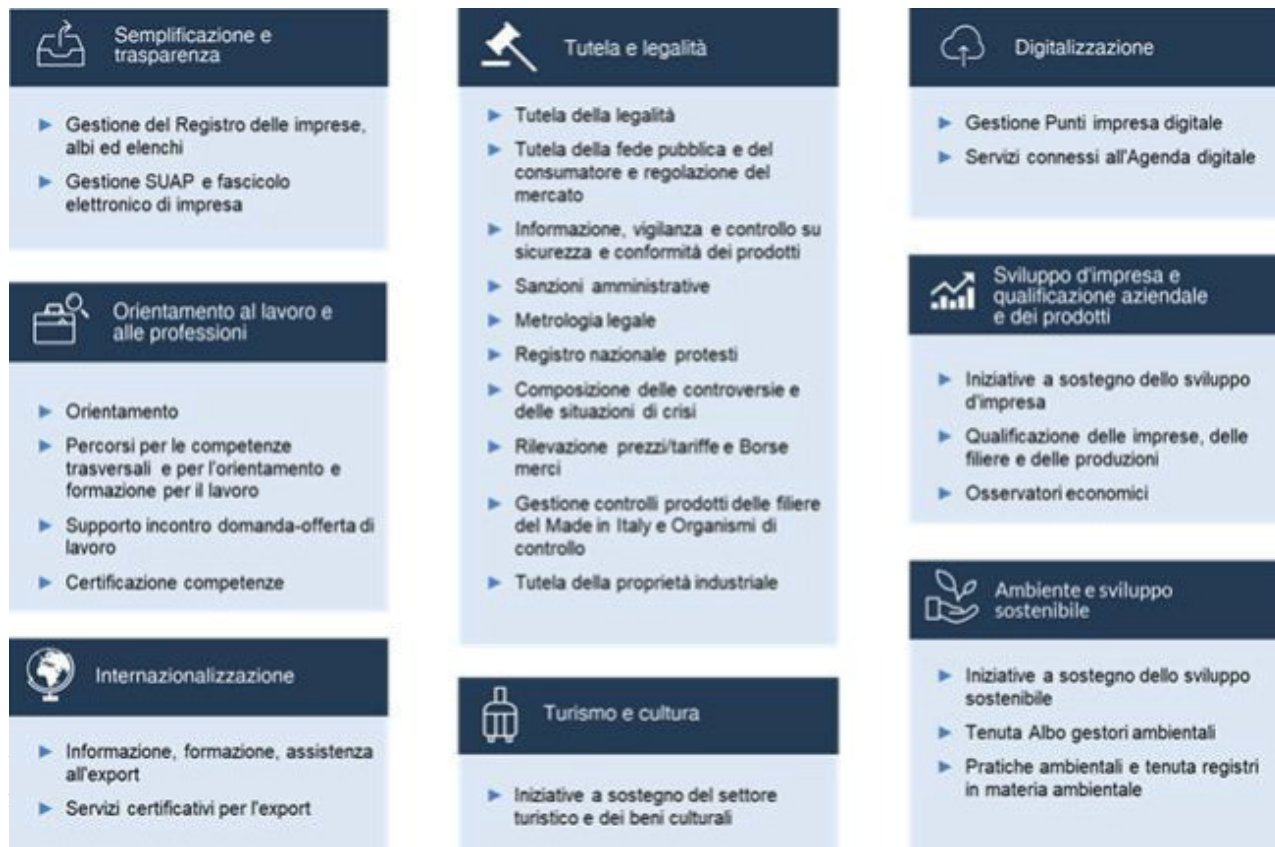 Semplificazione e
trasparenza
Gestione del Registro delle imprese,
albi ed elenchi
Gestione SUAP e fascicolo
elettronico di impresa
Orientamento al lavoro e
alle professioni
Orientamento
Percorsi per le competenze
trasversali e per l'orientamento e
formazione per il lavoro
Supporto incontro domanda-offerta di
lavoro
Certificazione competenze
Internazionalizzazione
Informazione, formazione, assistenza
all'export
Servizi certificativi per l'export
Tutela e legalità
Tutela della legalità
Tutela della fede pubblica e del
consumatore e regolazione del
mercato
Informazione, vigilanza e controllo su
sicurezza e conformità dei prodotti
Sanzioni amministrative
Metrologia legale
Registro nazionale protesti
Composizione delle controversie e
delle situazioni di crisi
Rilevazione prezzi/tariffe e Borse
merci
Gestione controlli prodotti delle filiere
del Made in Italy e Organismi di
controllo
Tutela della proprietà industriale
Turismo e cultura
Iniziative a sostegno del settore
turistico e dei beni culturali
Digitalizzazione
Gestione Punti impresa digitale
Servizi connessi all'Agenda digitale
Sviluppo d'impresa e
qualificazione aziendale
e dei prodotti
Iniziative a sostegno dello sviluppo
d'impresa
Qualificazione delle imprese, delle
filiere e delle produzioni
Osservatori economici
Ambiente e sviluppo
sostenibile
Iniziative a sostegno dello sviluppo
sostenibile
Tenuta Albo gestori ambientali
Pratiche ambientali e tenuta registri
in materia ambientale